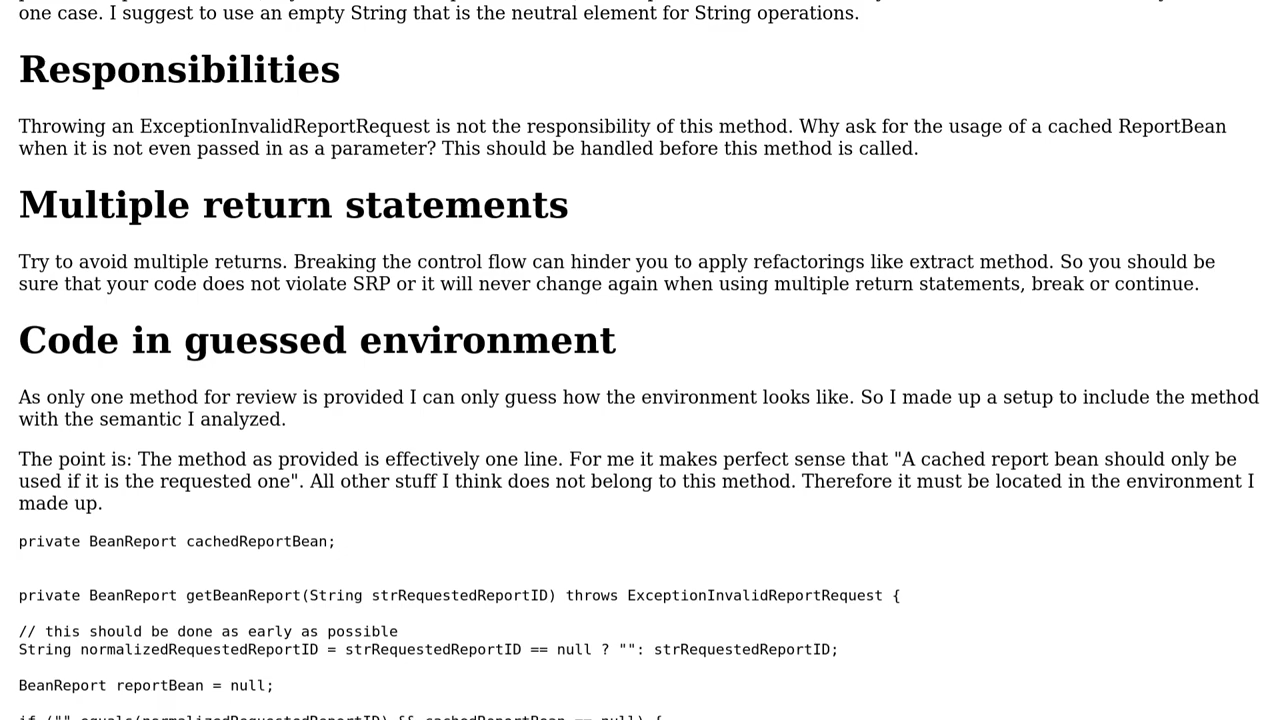 one case. I suggest to use an empty String that is the neutral element for String operations.
Responsibilities
Throwing an ExceptionInvalidReportRequest is not the responsibility of this method. Why ask for the usage of a cached ReportBean
when it is not even passed in as a parameter? This should be handled before this method is called.
Multiple return statements
Try to avoid multiple returns. Breaking the control flow can hinder you to apply refactorings like extract method. So you should be
sure that your code does not violate SRP or it will never change again when using multiple return statements, break or continue.
Code in guessed environment
As only one method for review is provided I can only guess how the environment looks like. So I made up a setup to include the method
with the semantic I analyzed.
The point is: The method as provided is effectively one line. For me it makes perfect sense that "A cached report bean should only be
used if it is the requested one". All other stuff I think does not belong to this method. Therefore it must be located in the environment I
made up.
private BeanReport cachedReportBean;
private BeanReport getBeanReport(String strRequestedReportID) throws ExceptionInvalidReportRequest {
// this should be done as early as possible
String normalizedRequestedReportID = strRequestedReportID == null ? "": strRequestedReportID;
BeanReport reportBean = null;
if ("".equals(normalizedRequestedReportID) && cachedReportBean == null) {